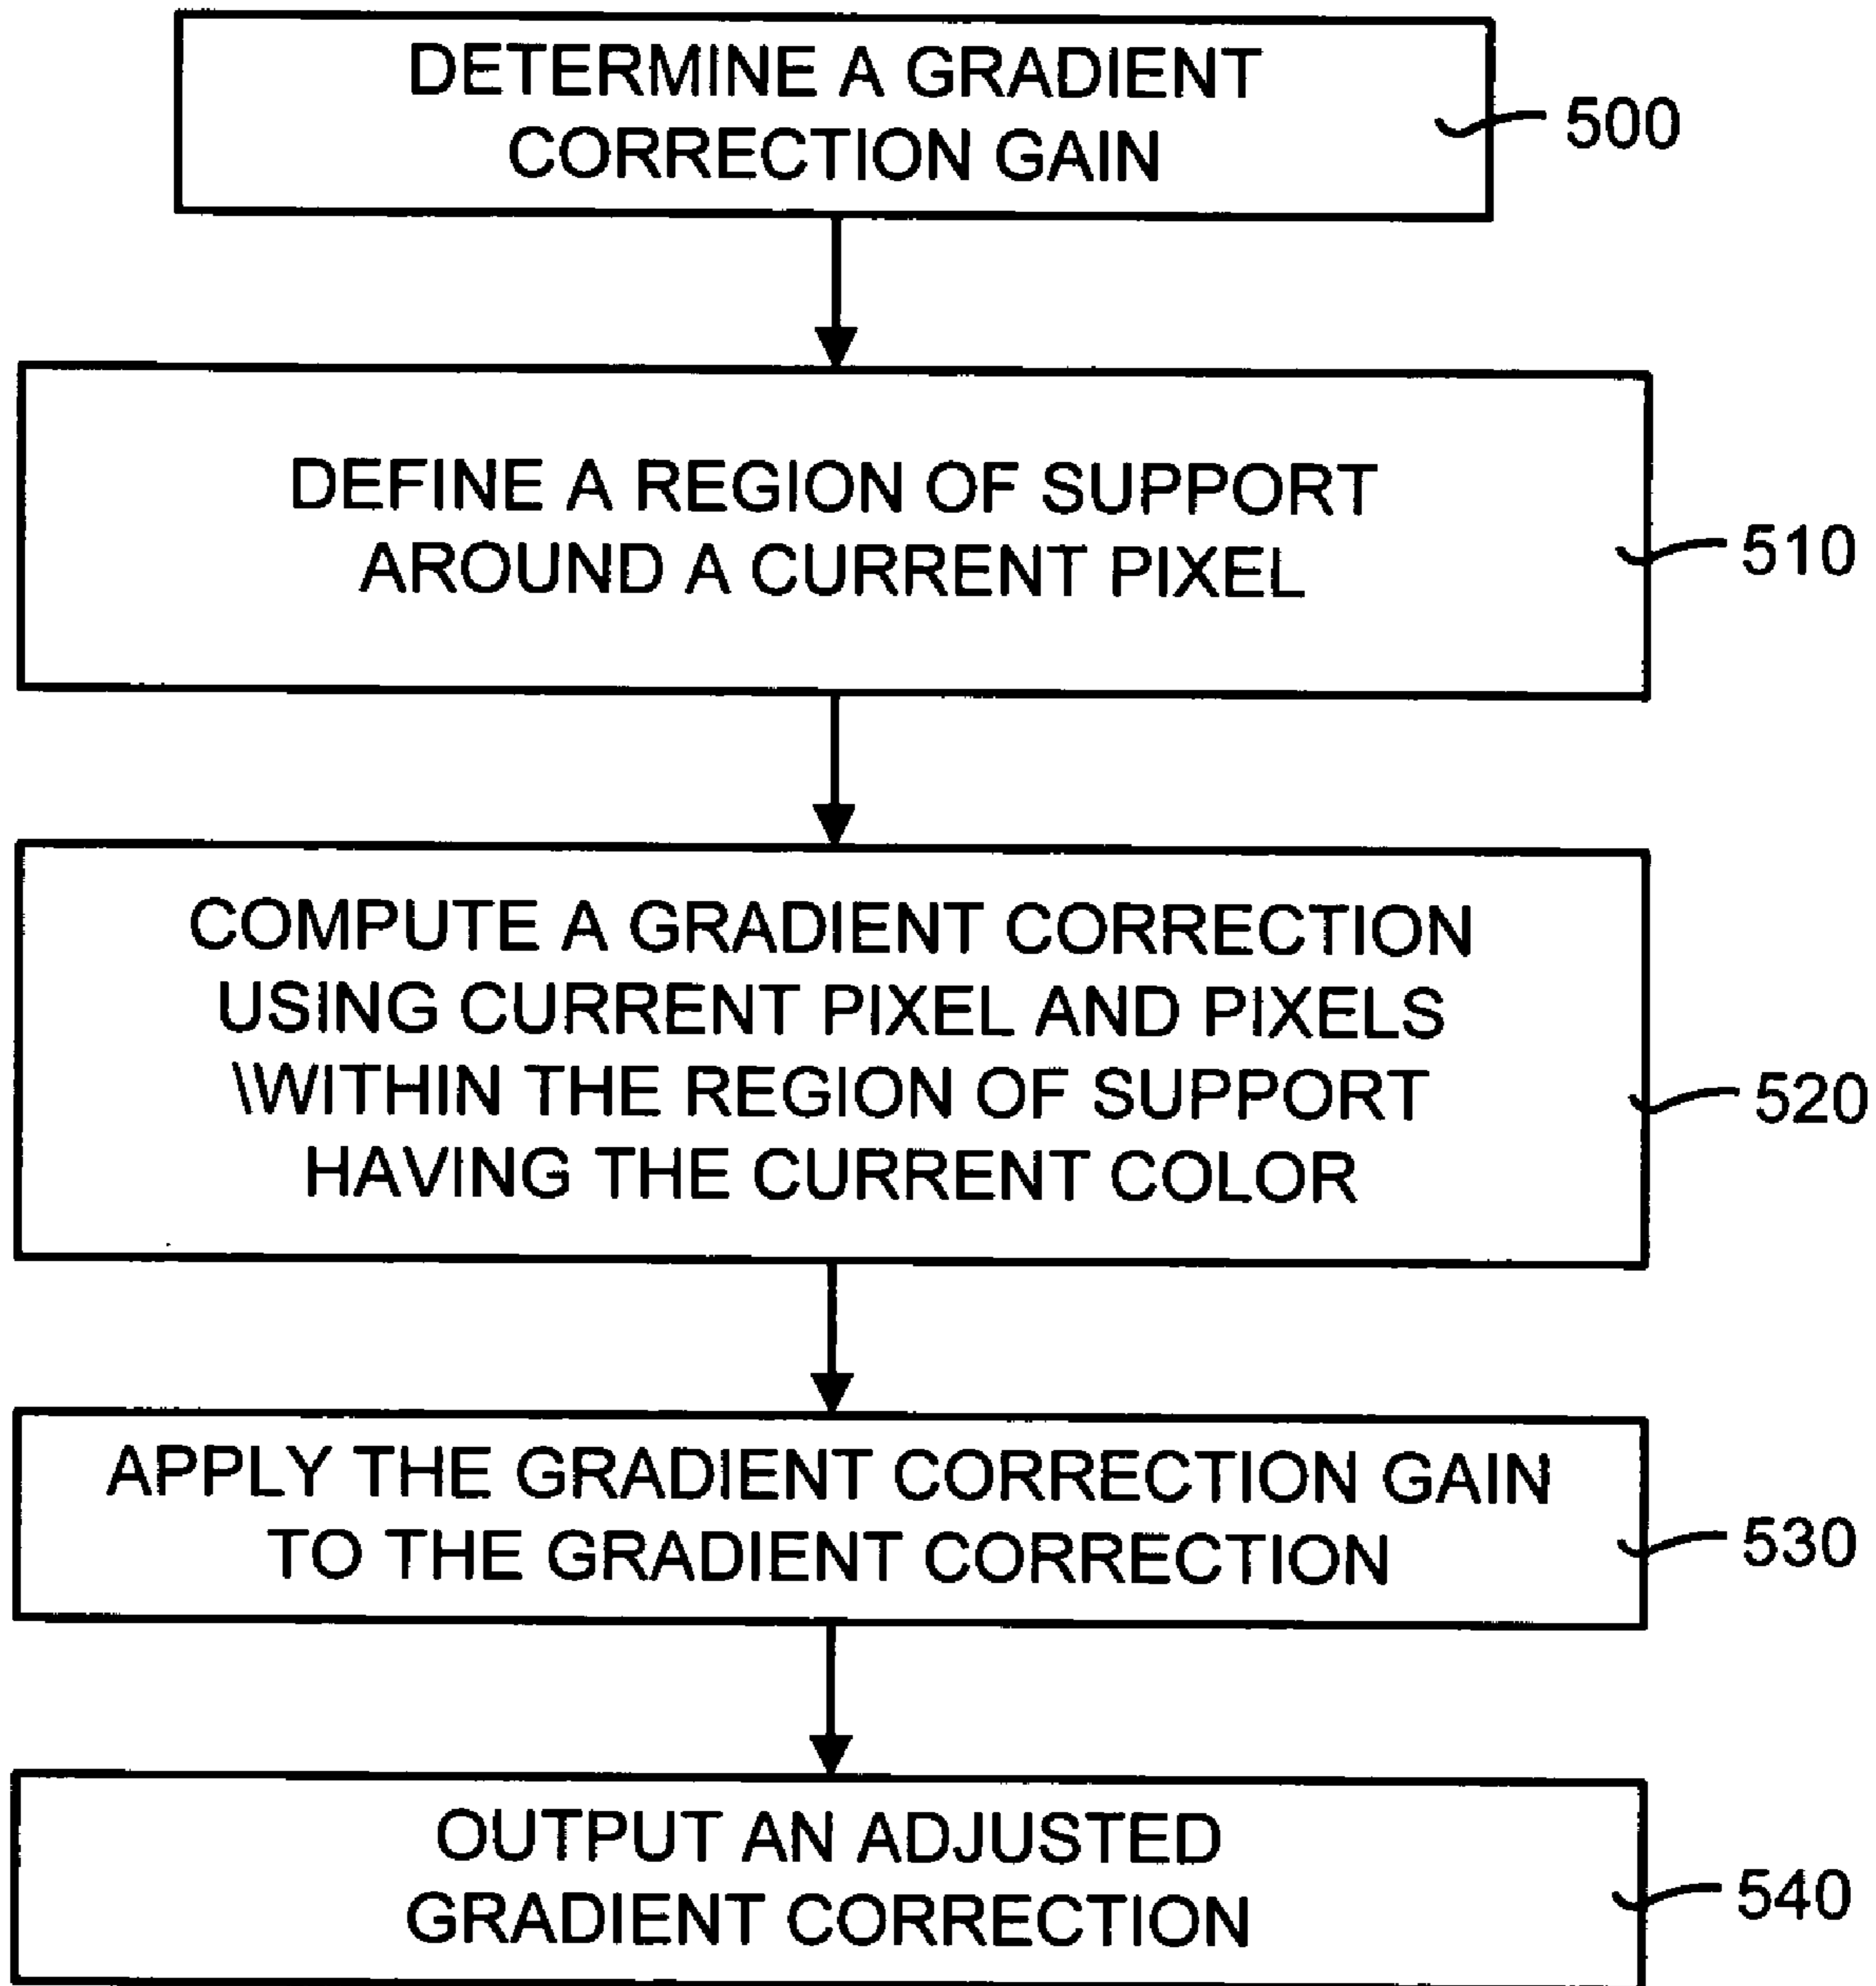 DETERMINE A GRADIENT
CORRECTION GAIN
500
DEFINE A REGION OF SUPPORT
AROUND A CURRENT PIXEL
510
COMPUTE A GRADIENT CORRECTION
USING CURRENT PIXEL AND PIXELS
\WITHIN THE REGION OF SUPPORT
HAVING THE CURRENT COLOR
520
APPLY THE GRADIENT CORRECTION GAIN
TO THE GRADIENT CORRECTION
530
OUTPUT AN ADJUSTED
GRADIENT CORRECTION
540